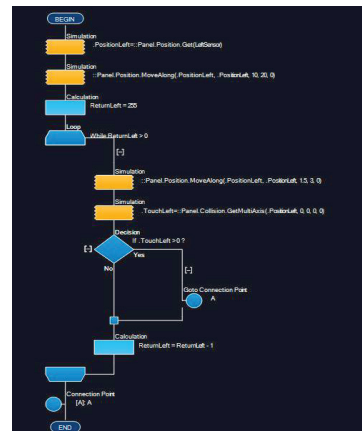 BEGIN
Simulation
.PositionLeft=::Panel.Position.Get(LeftSensor)
Simulation
::Panel.Position.MoveAlong(.PositionLeft, .PositionLeft, 10, 20, 0)
Calculation
ReturnLeft = 255
Loop
While ReturnLeft > 0
[--]
Simulation
::Panel.Position.MoveAlong(.PositionLeft, .PositionLeft, 1.5, 3, 0)
Simulation
.TouchLeft=::Panel.Collision.GetMultiAxis(.PositionLeft, 0, 0, 0, 0)
Decision
If .TouchLeft >0 ?
[--]
Yes
No
[--]
Goto Connection Point
A
Calculation
ReturnLeft = ReturnLeft - 1
Connection Point
[A]: A
END